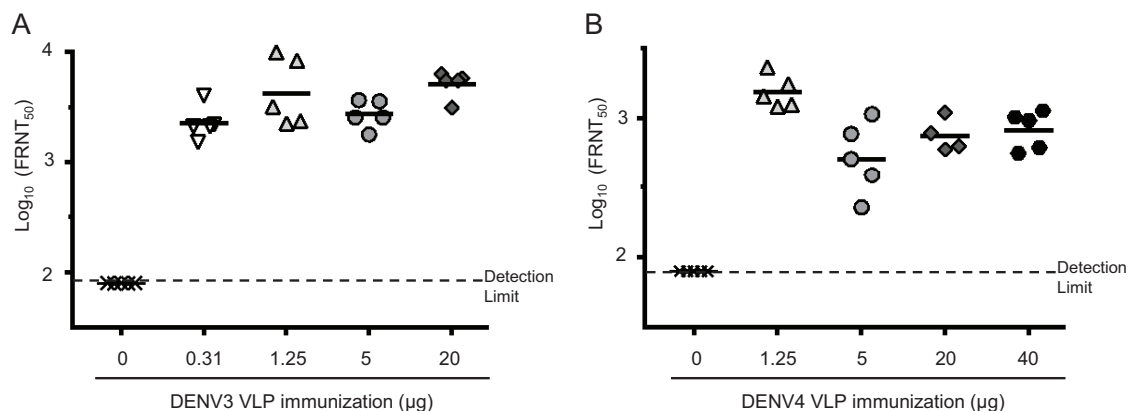 A
Log10 (FRNT50)
4
3
2
Detection
Limit
0 0.31 1.25 5 20
DENV3 VLP immunization (µg)
B
Log10 (FRNT50)
3
2
Detection
Limit
0 1.25 5 20 40
DENV4 VLP immunization (µg)